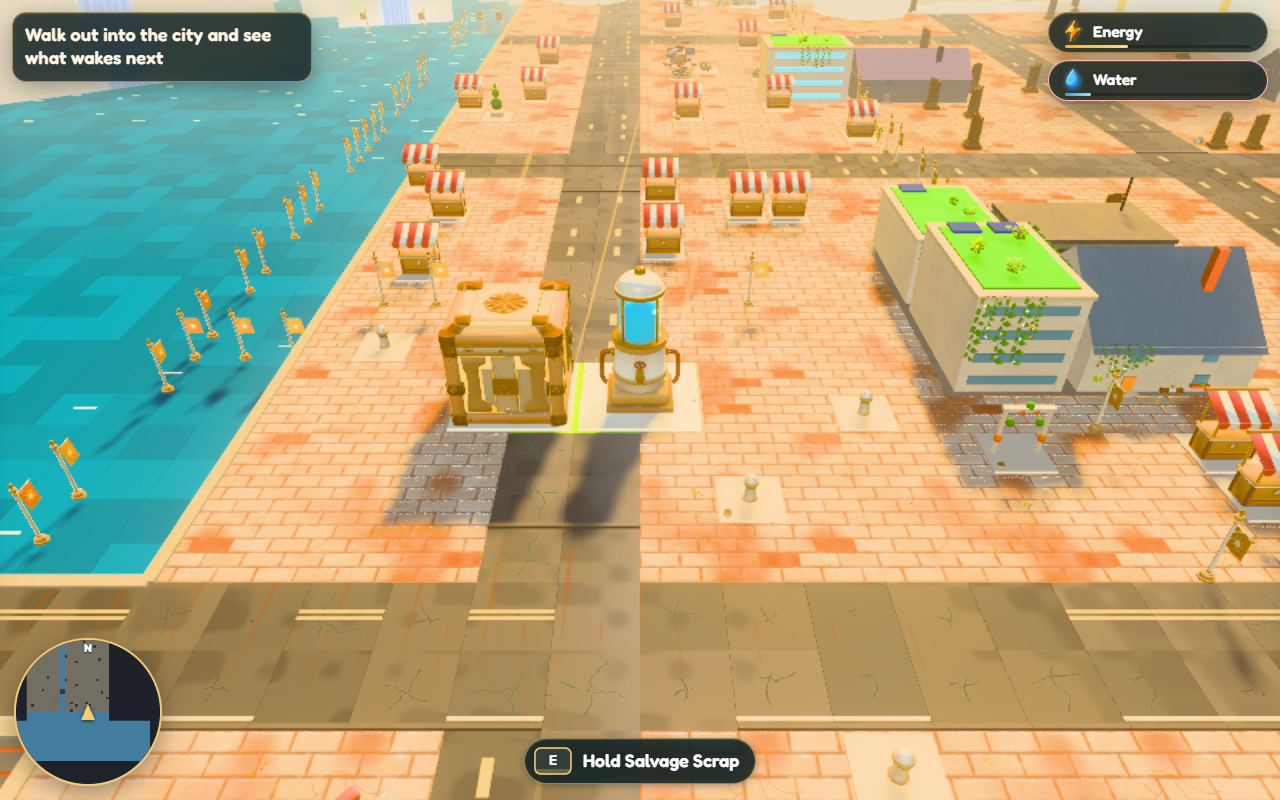 Walk out into the city and see
what wakes next
Energy
Water
N
E
Hold Salvage Scrap